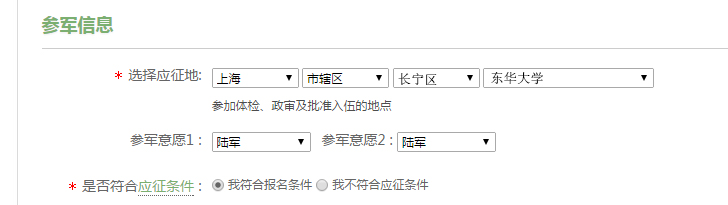 参军信息
* 选择应征地: 上海 市辖区 长宁区 东华大学
参加体检、政审及批准入伍的地点
参军意愿1： 陆军 参军意愿2： 陆军
* 是否符合应征条件： 我符合报名条件 我不符合应征条件